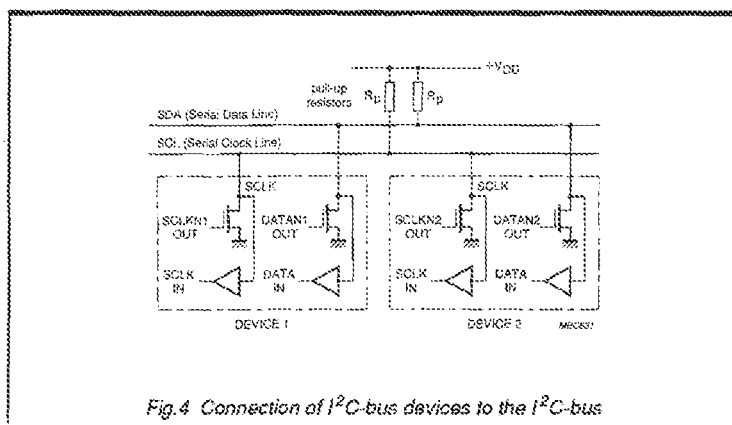 +VDD
pull-up
resistors
Rp
Rp
SDA (Serial Data Line)
SCL (Serial Clock Line)
SCLK
SCLK
SCLKN1
OUT
DATAN1
OUT
SCLKN2
OUT
DATAN2
OUT
SCLK
IN
DATA
IN
SCLK
IN
DATA
IN
DEVICE 1
DEVICE 2
Fig.4 Connection of I²C-bus devices to the I²C-bus